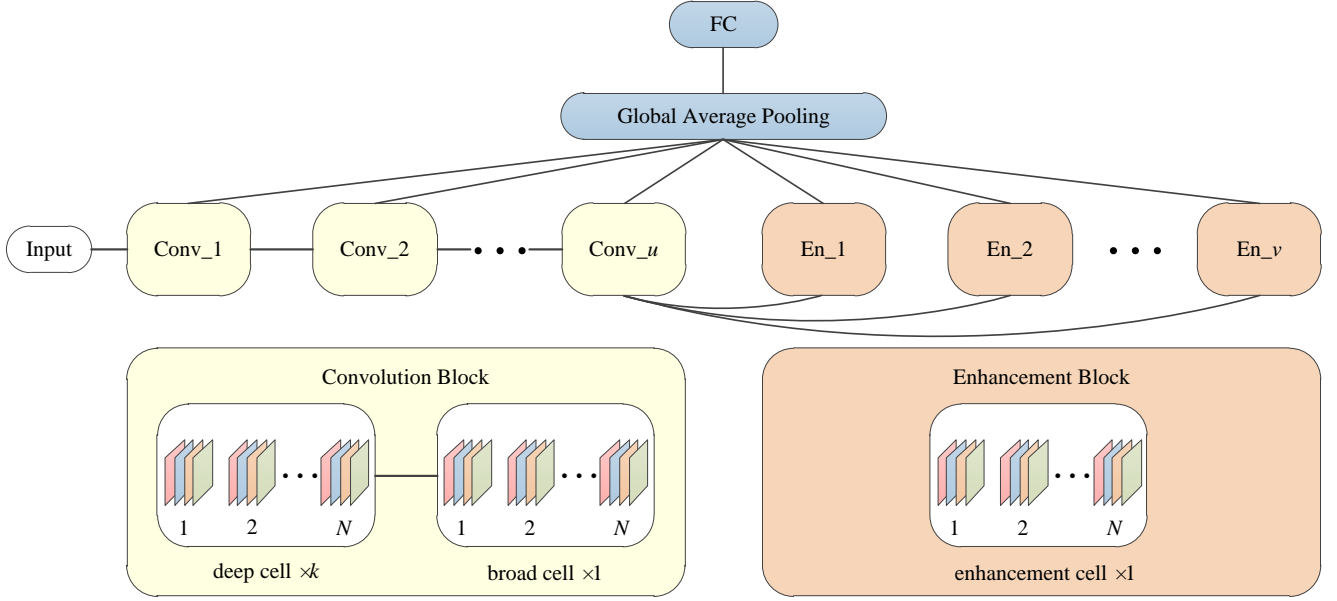 FC
Global Average Pooling
Input
Conv_1
Conv_2
Conv_u
En_1
En_2
En_v
Convolution Block
1
2
N
1
2
N
deep cell ×k
broad cell ×1
Enhancement Block
1
2
N
enhancement cell ×1